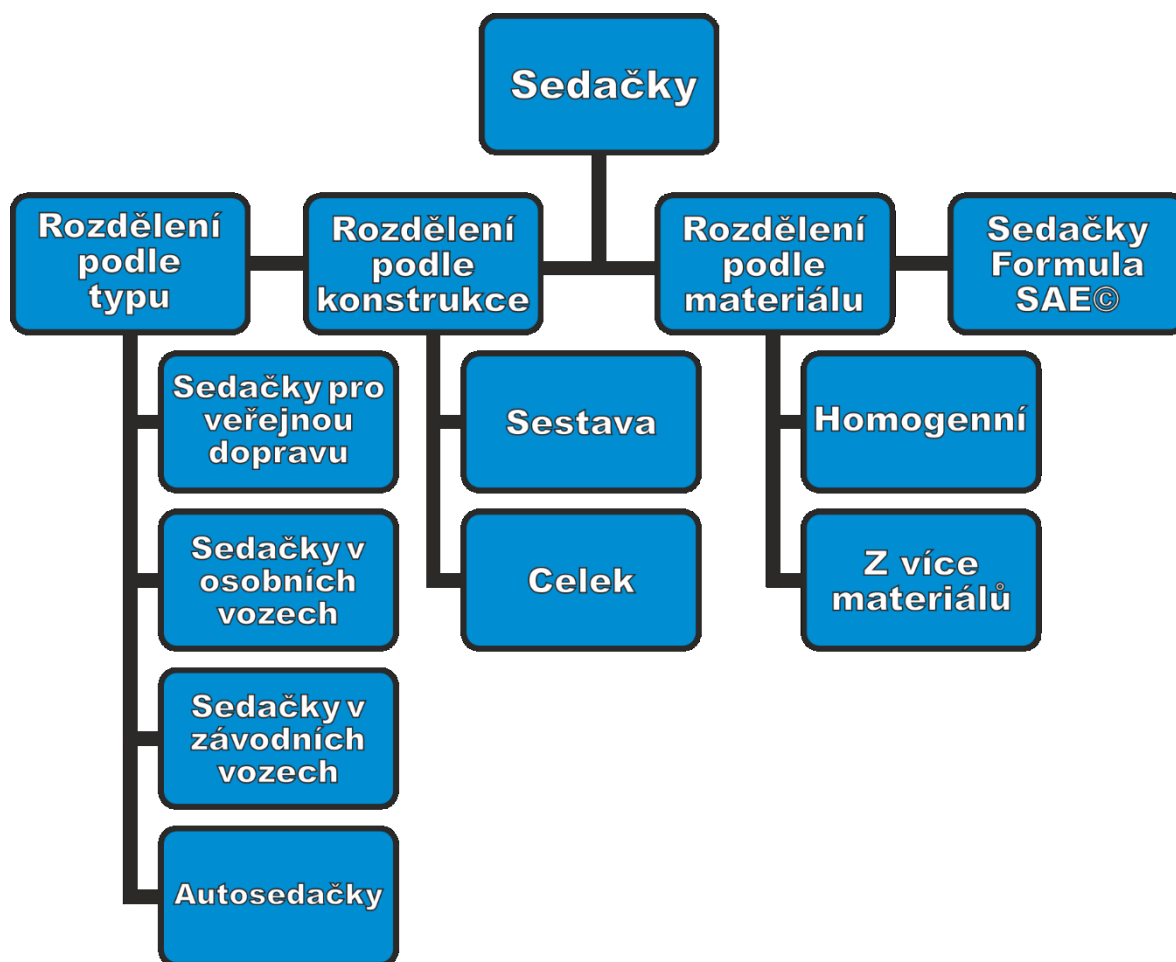 Sedačky
Rozdělení
podle
typu
Rozdělení
podle
konstrukce
Rozdělení
podle
materiálu
Sedačky
Formula
SAE©
Sedačky pro
veřejnou
dopravu
Sedačky v
osobních
vozech
Sedačky v
závodních
vozech
Autosedačky
Sestava
Celek
Homogenní
Z více
materiálů